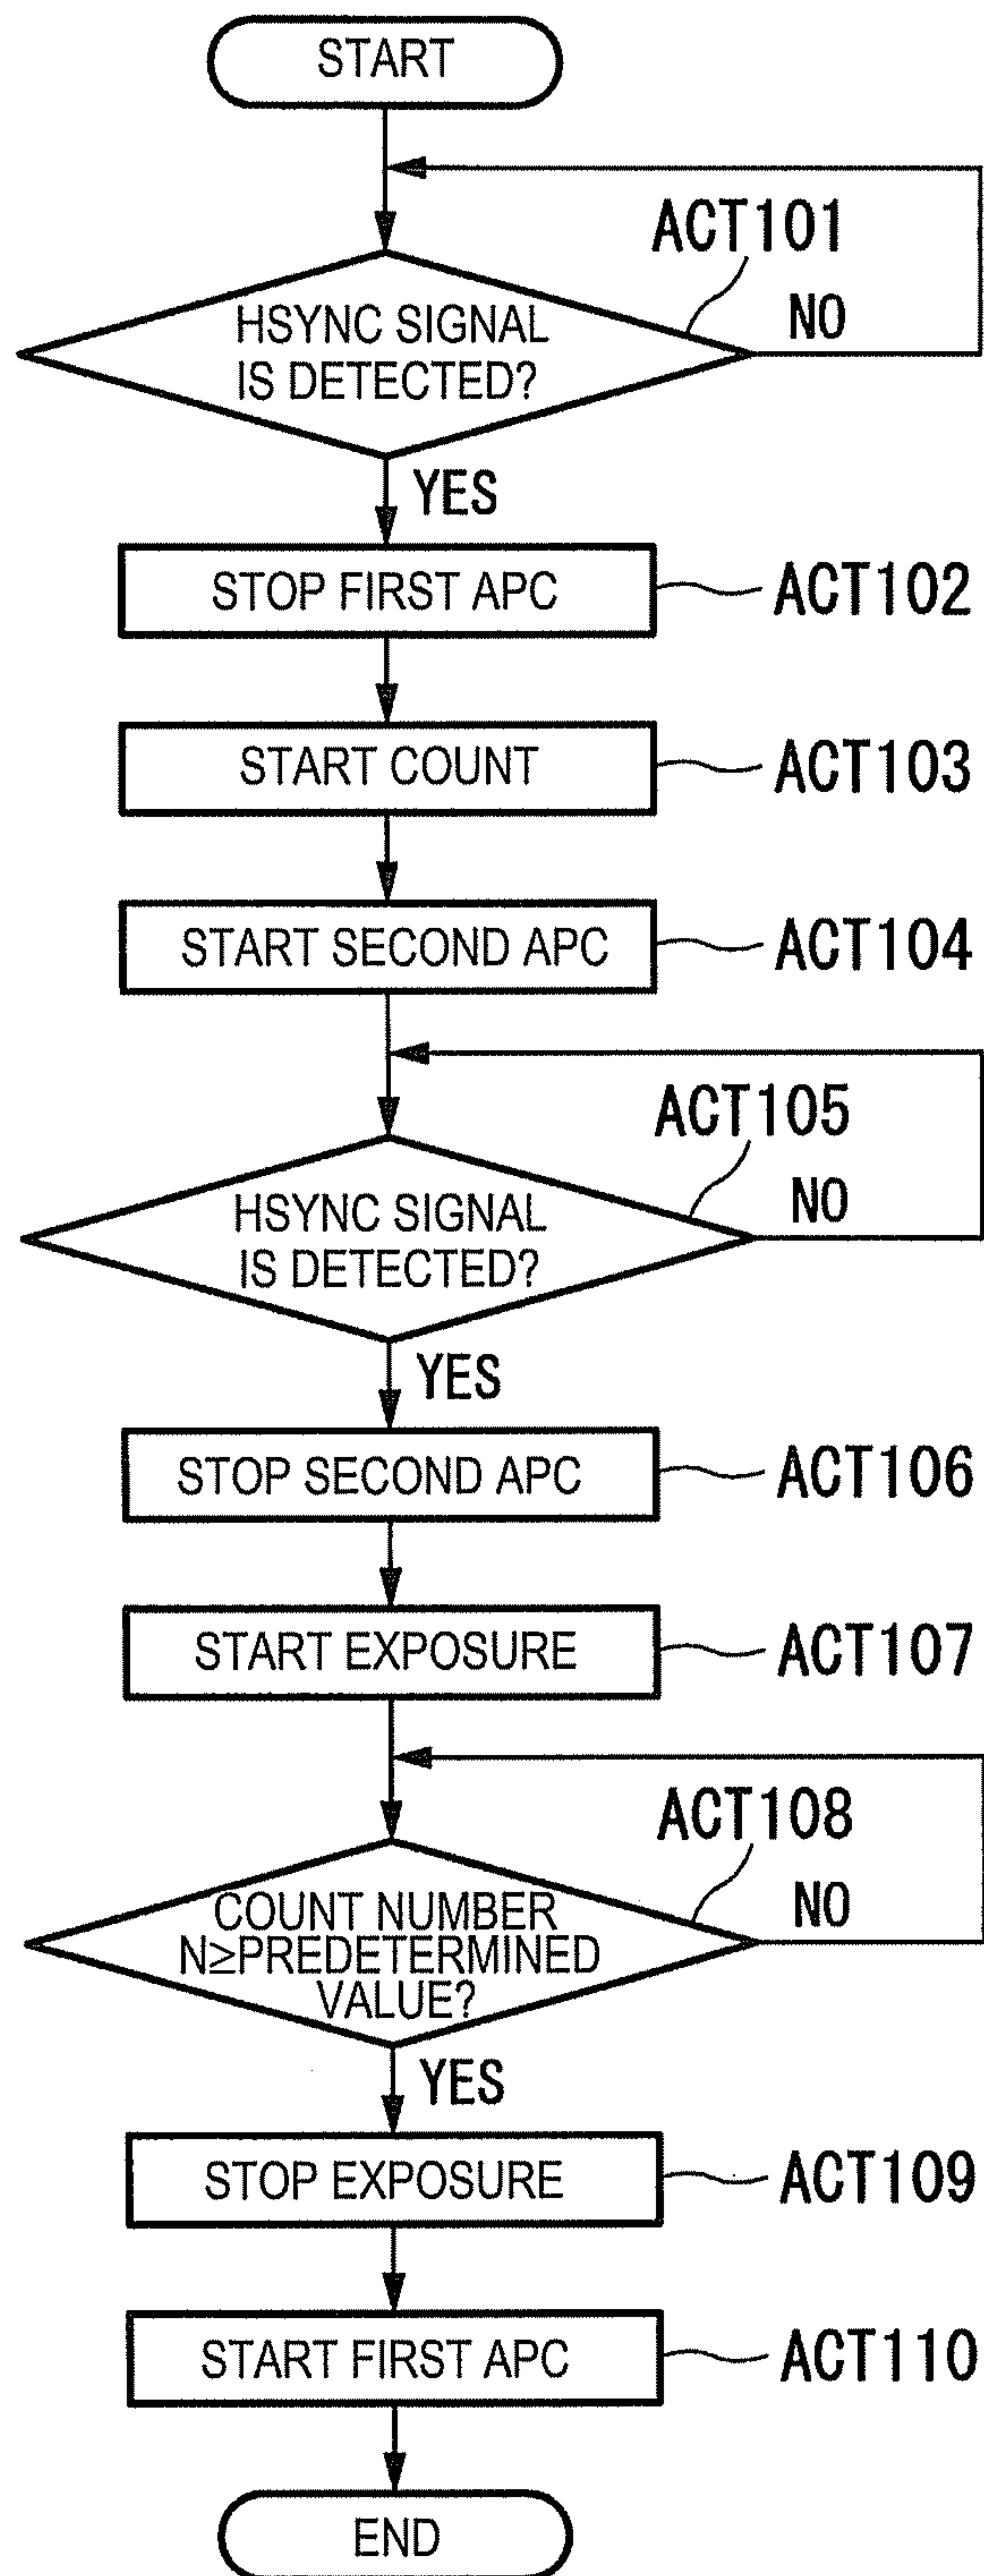 START
ACT101
HSYNC SIGNAL
IS DETECTED?
NO
YES
STOP FIRST APC
ACT102
START COUNT
ACT103
START SECOND APC
ACT104
ACT105
HSYNC SIGNAL
IS DETECTED?
NO
YES
STOP SECOND APC
ACT106
START EXPOSURE
ACT107
ACT108
COUNT NUMBER
N≥PREDETERMINED
VALUE?
NO
YES
STOP EXPOSURE
ACT109
START FIRST APC
ACT110
END